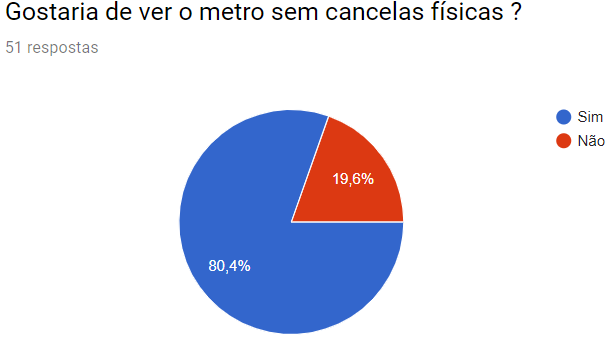 Gostaria de ver o metro sem cancelas físicas ?
51 respostas
Sim
Não
19,6%
80,4%